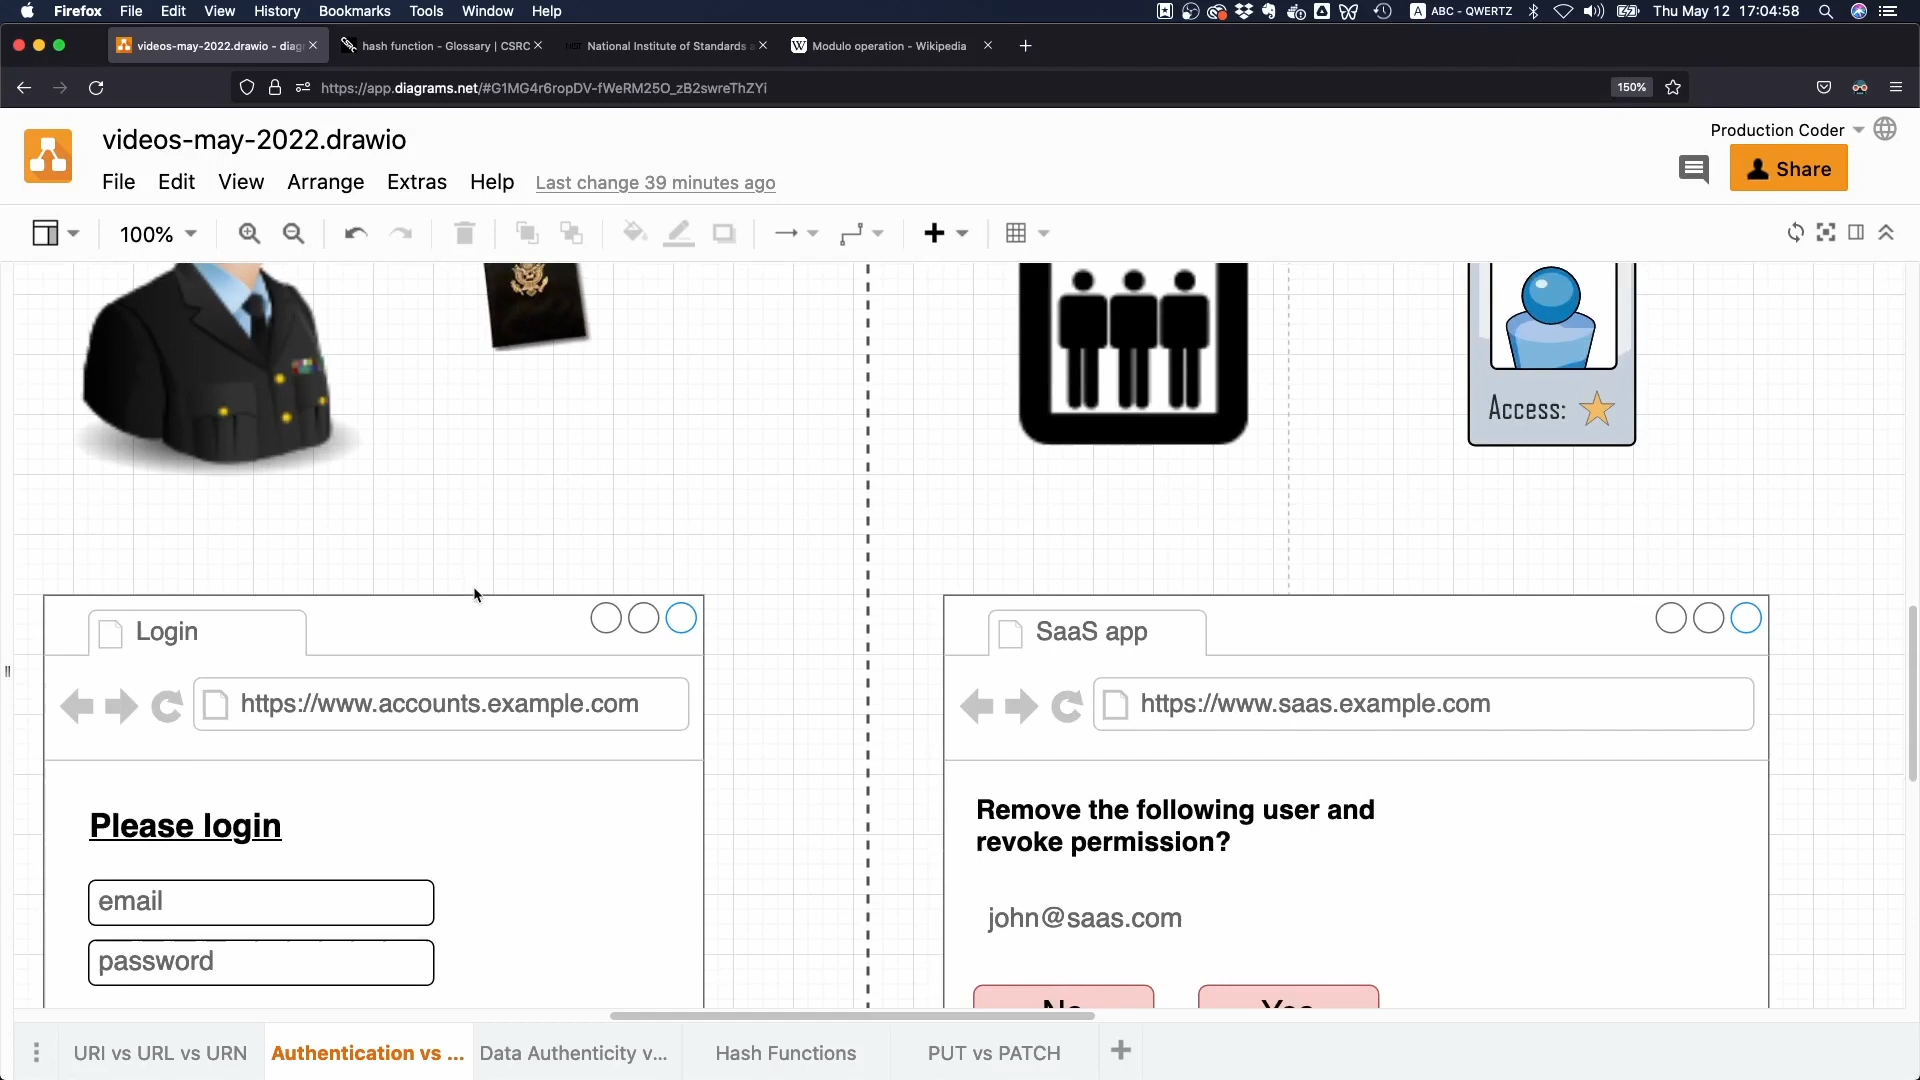 Firefox File Edit View History Bookmarks Tools Window Help
ABC - QWERTZ Thu May 12 17:04:58
videos-may-2022.drawio - diag
hash function - Glossary | CSRC
National Institute of Standards a
W Modulo operation - Wikipedia
https://app.diagrams.net/#G1MG4r6ropDV-fWeRM25O_zB2swreThZYi
150%
videos-may-2022.drawio
Production Coder
File Edit View Arrange Extras Help Last change 39 minutes ago
Share
100%
Access:
Login
https://www.accounts.example.com
Please login
email
password
SaaS app
https://www.saas.example.com
Remove the following user and
revoke permission?
john@saas.com
No Yes
URI vs URL vs URN Authentication vs ... Data Authenticity v... Hash Functions PUT vs PATCH